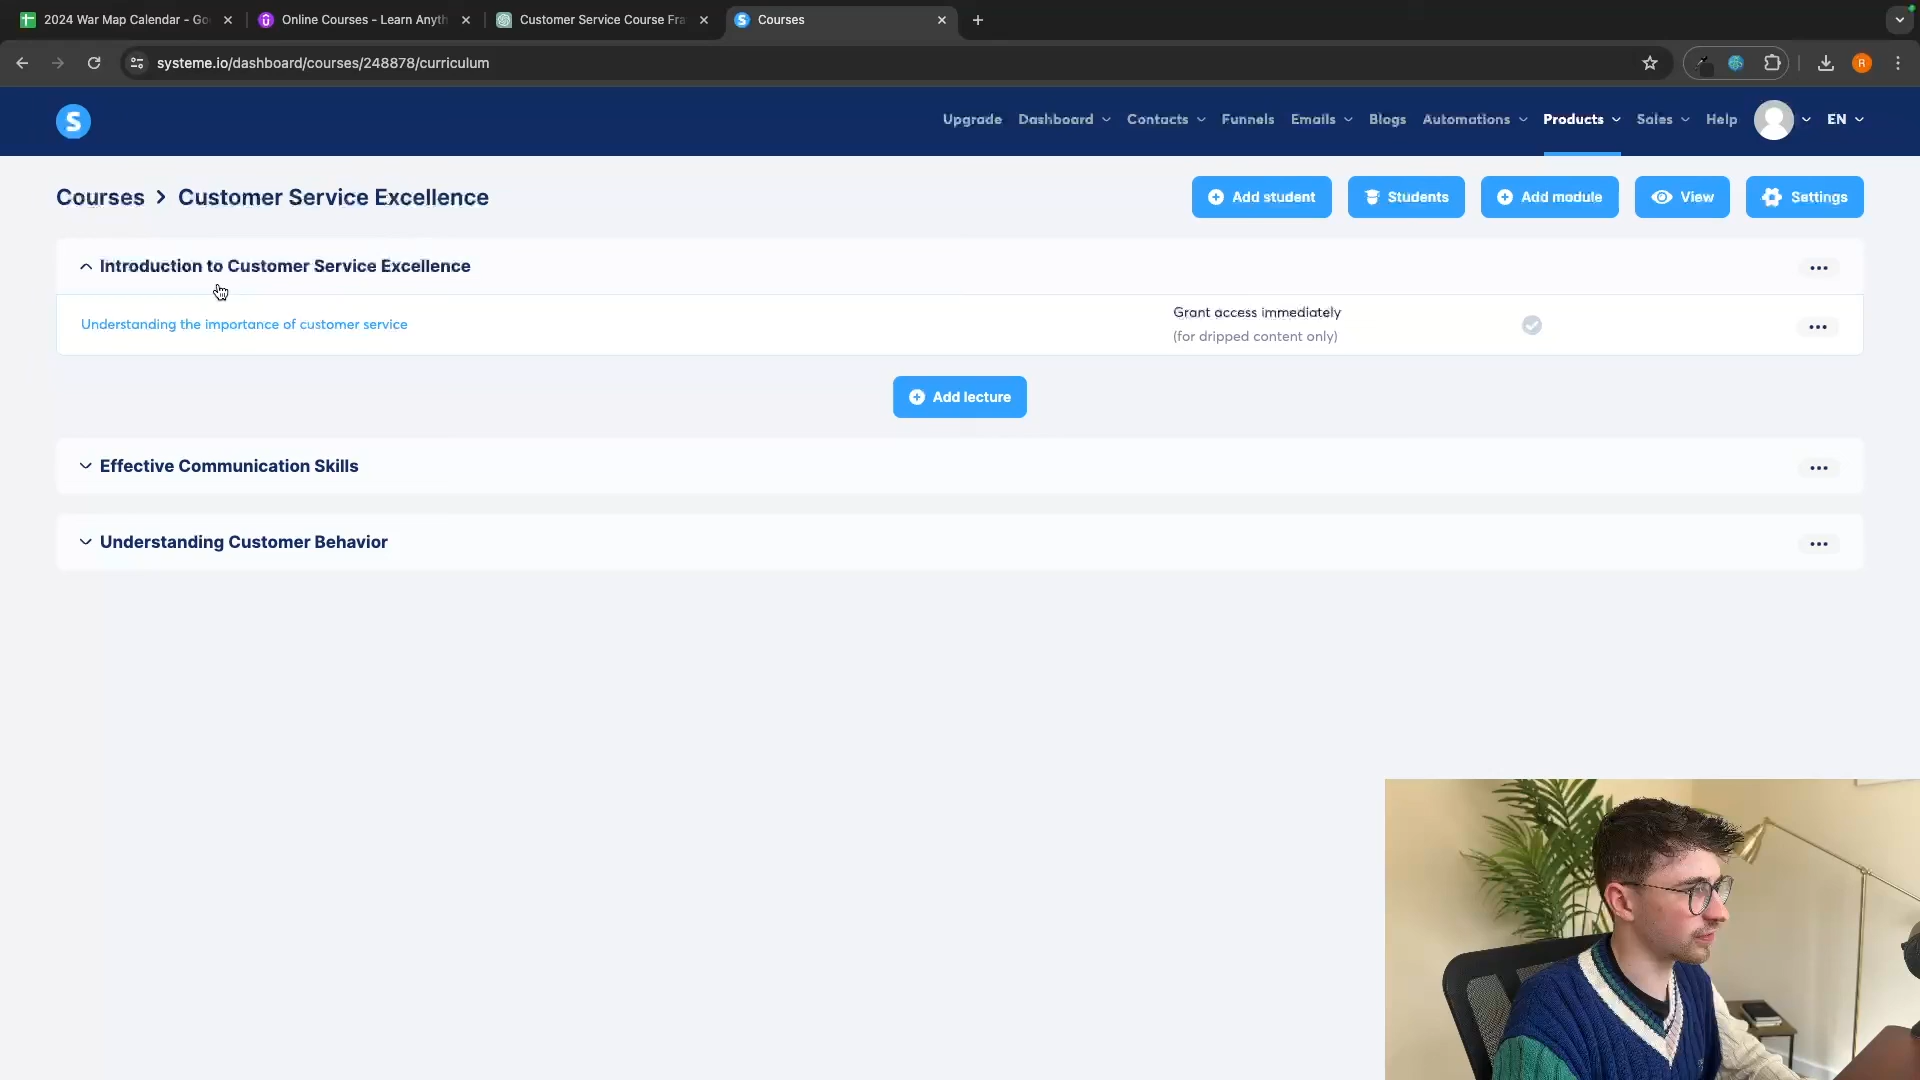 2024 War Map Calendar - Go
Online Courses - Learn Anyth
Customer Service Course Fra
Courses
systeme.io/dashboard/courses/248878/curriculum
R
S
Upgrade
Dashboard
Contacts
Funnels
Emails
Blogs
Automations
Products
Sales
Help
EN
Courses > Customer Service Excellence
Add student
Students
Add module
View
Settings
Introduction to Customer Service Excellence
Understanding the importance of customer service
Grant access immediately
(for dripped content only)
Add lecture
Effective Communication Skills
Understanding Customer Behavior